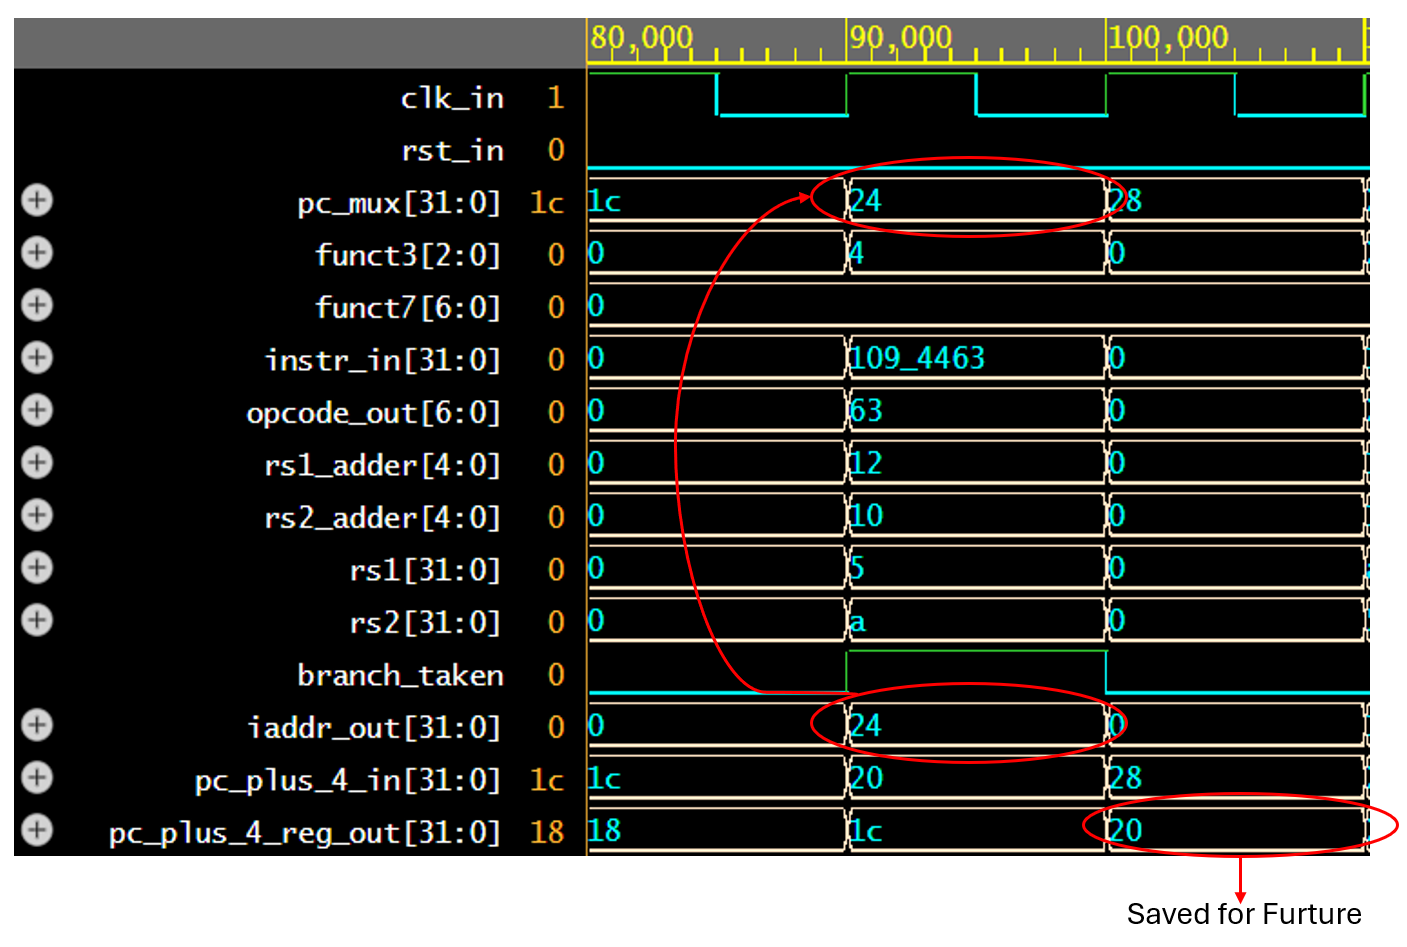 80,000 90,000 100,000
clk_in 1
rst_in 0
pc_mux[31:0] 1c 1c 24 28
funct3[2:0] 0 0 4 0
funct7[6:0] 0 0
instr_in[31:0] 0 0 109_4463 0
opcode_out[6:0] 0 0 63 0
rs1_adder[4:0] 0 0 12 0
rs2_adder[4:0] 0 0 10 0
rs1[31:0] 0 0 5 0
rs2[31:0] 0 0 a 0
branch_taken 0
iaddr_out[31:0] 0 0 24 0
pc_plus_4_in[31:0] 1c 1c 20 28
pc_plus_4_reg_out[31:0] 18 18 1c 20
Saved for Furture